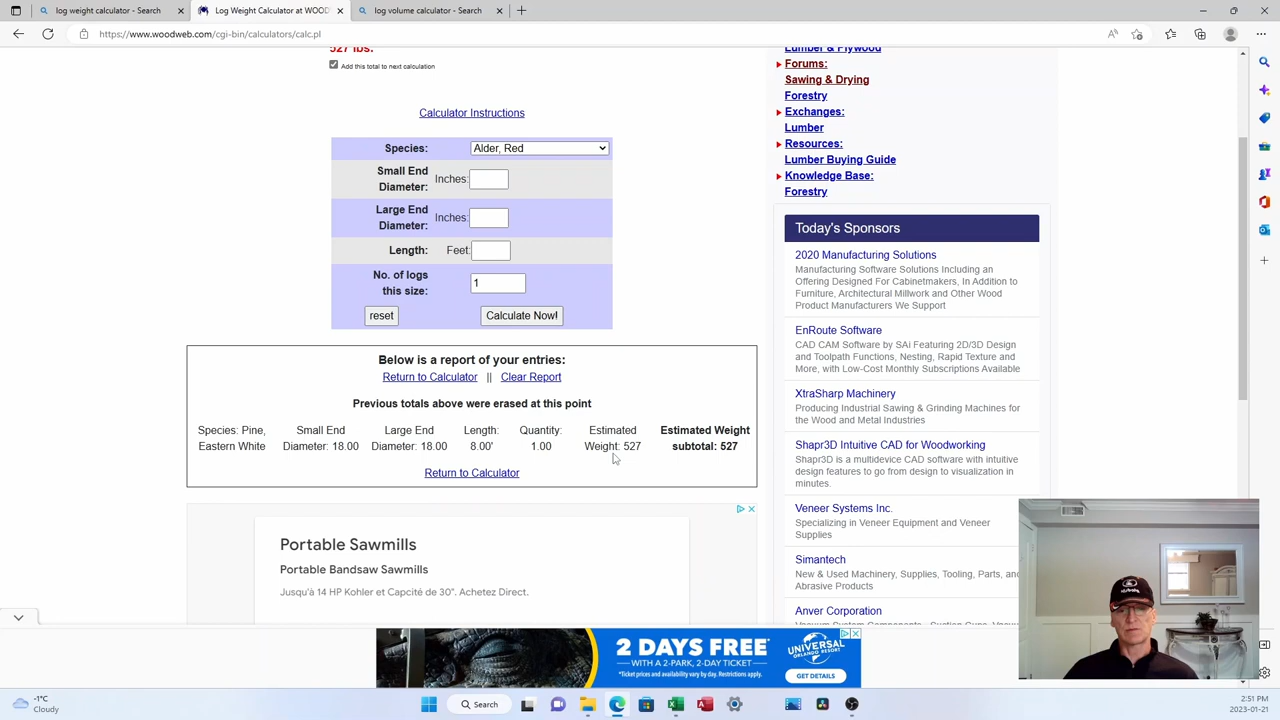 log weight calculator - Search
Log Weight Calculator at WOOD
log volume calculator - Search
https://www.woodweb.com/cgi-bin/calculators/calc.pl
527 lbs.
Add this total to next calculation
Calculator Instructions
Species:
Alder, Red
Small End
Diameter:
Inches:
Large End
Diameter:
Inches:
Length:
Feet:
No. of logs
this size:
1
reset
Calculate Now!
Below is a report of your entries:
Return to Calculator || Clear Report
Previous totals above were erased at this point
Species: Pine, Small End Large End Length: Quantity: Estimated Estimated Weight
Eastern White Diameter: 18.00 Diameter: 18.00 8.00' 1.00 Weight: 527 subtotal: 527
Return to Calculator
Portable Sawmills
Portable Bandsaw Sawmills
Jusqu'à 14 HP Kohler et Capcité de 30". Achetez Direct.
Lumber & Plywood
Forums:
Sawing & Drying
Forestry
Exchanges:
Lumber
Resources:
Lumber Buying Guide
Knowledge Base:
Forestry
Today's Sponsors
2020 Manufacturing Solutions
Manufacturing Software Solutions Including an
Offering Designed For Cabinetmakers, In Addition to
Furniture, Architectural Millwork and Other Wood
Product Manufacturers We Support
EnRoute Software
CAD CAM Software by SAi Featuring 2D/3D Design
and Toolpath Functions, Nesting, Rapid Texture and
More, with Low-Cost Monthly Subscriptions Available
XtraSharp Machinery
Producing Industrial Sawing & Grinding Machines for
the Wood and Metal Industries
Shapr3D Intuitive CAD for Woodworking
Shapr3D is a multidevice CAD software with intuitive
design features to go from design to visualization in
minutes.
Veneer Systems Inc.
Specializing in Veneer Equipment and Veneer
Supplies
Simantech
New & Used Machinery, Supplies, Tooling, Parts, and
Abrasive Products
Anver Corporation
2 DAYS FREE*
WITH A 2-PARK, 2-DAY TICKET
*Ticket prices and availability vary by day. Restrictions apply.
UNIVERSAL
ORLANDO RESORT
GET DETAILS
-1°C
Cloudy
Search
2:51 PM
2023-01-21